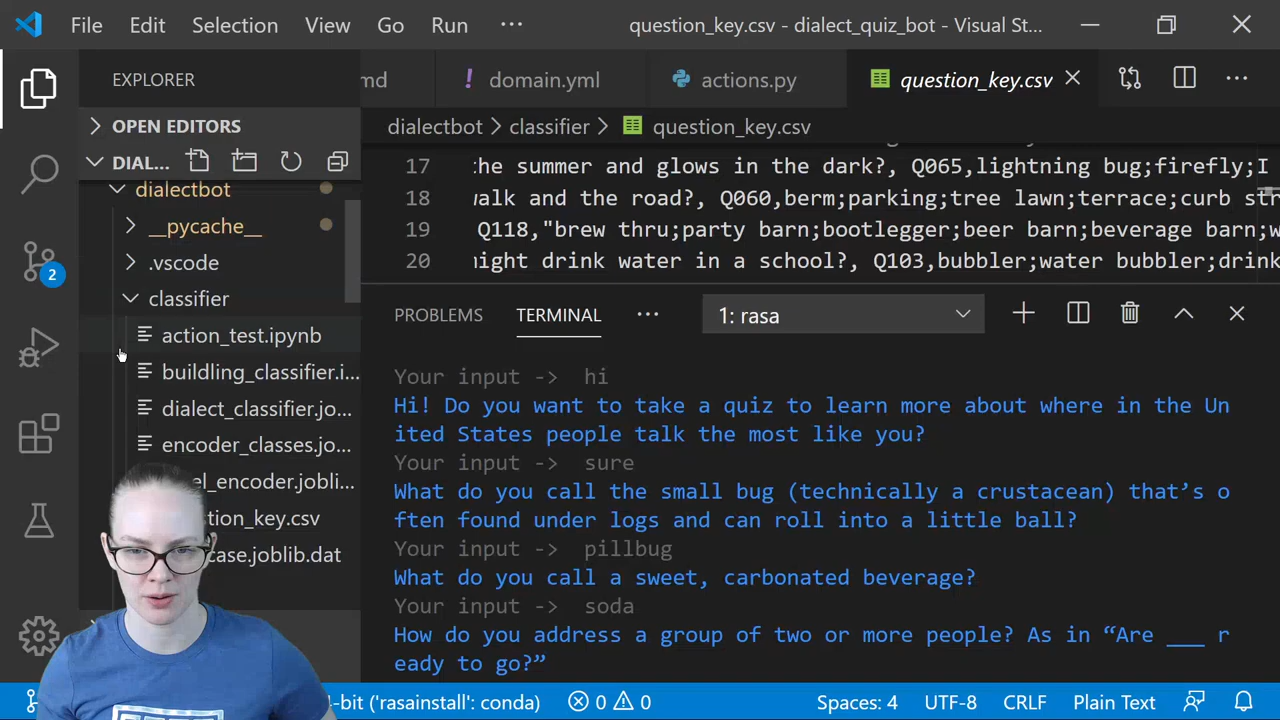 File Edit Selection View Go Run ··· question_key.csv - dialect_quiz_bot - Visual St...
EXPLORER
OPEN EDITORS
DIAL...
dialectbot
__pycache__
.vscode
classifier
action_test.ipynb
buildling_classifier.i...
dialect_classifier.jo...
encoder_classes.jo...
el_encoder.jobli...
tion_key.csv
case.joblib.dat
2
md ! domain.yml actions.py question_key.csv
dialectbot > classifier > question_key.csv
17 the summer and glows in the dark?, Q065,lightning bug;firefly;I
18 walk and the road?, Q060,berm;parking;tree lawn;terrace;curb str
19 Q118,"brew thru;party barn;bootlegger;beer barn;beverage barn;w
20 might drink water in a school?, Q103,bubbler;water bubbler;drink
PROBLEMS TERMINAL ··· 1: rasa
Your input -> hi
Hi! Do you want to take a quiz to learn more about where in the Un
ited States people talk the most like you?
Your input -> sure
What do you call the small bug (technically a crustacean) that’s o
ften found under logs and can roll into a little ball?
Your input -> pillbug
What do you call a sweet, carbonated beverage?
Your input -> soda
How do you address a group of two or more people? As in “Are ___ r
eady to go?”
4-bit ('rasainstall': conda) 0 0 Spaces: 4 UTF-8 CRLF Plain Text